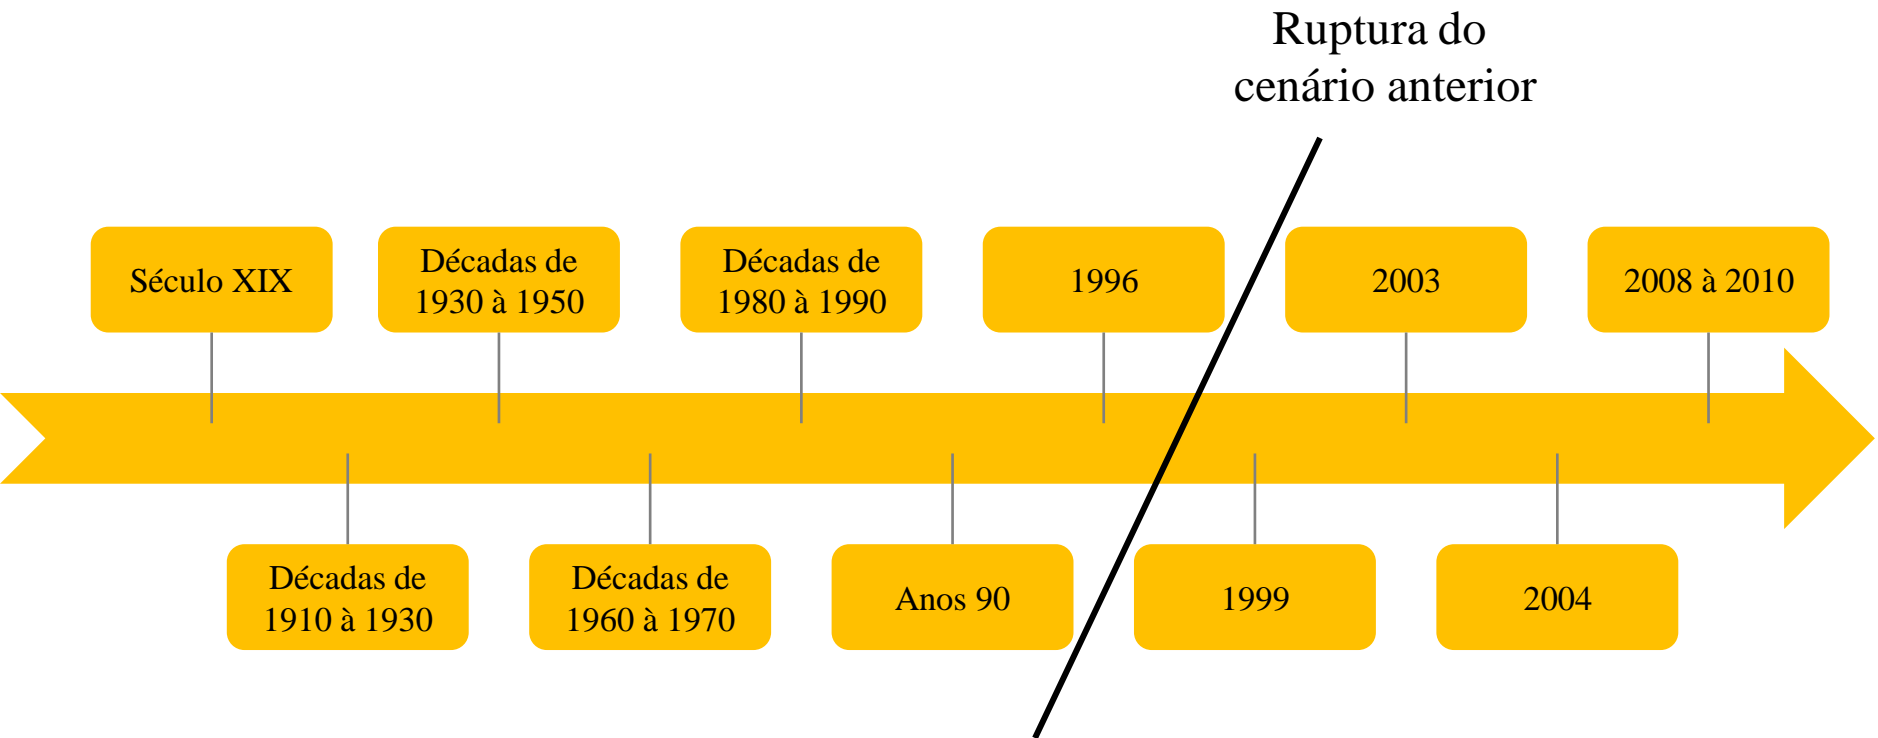 Ruptura do
cenário anterior
Século XIX
Décadas de
1930 à 1950
Décadas de
1980 à 1990
1996
2003
2008 à 2010
Décadas de
1910 à 1930
Décadas de
1960 à 1970
Anos 90
1999
2004